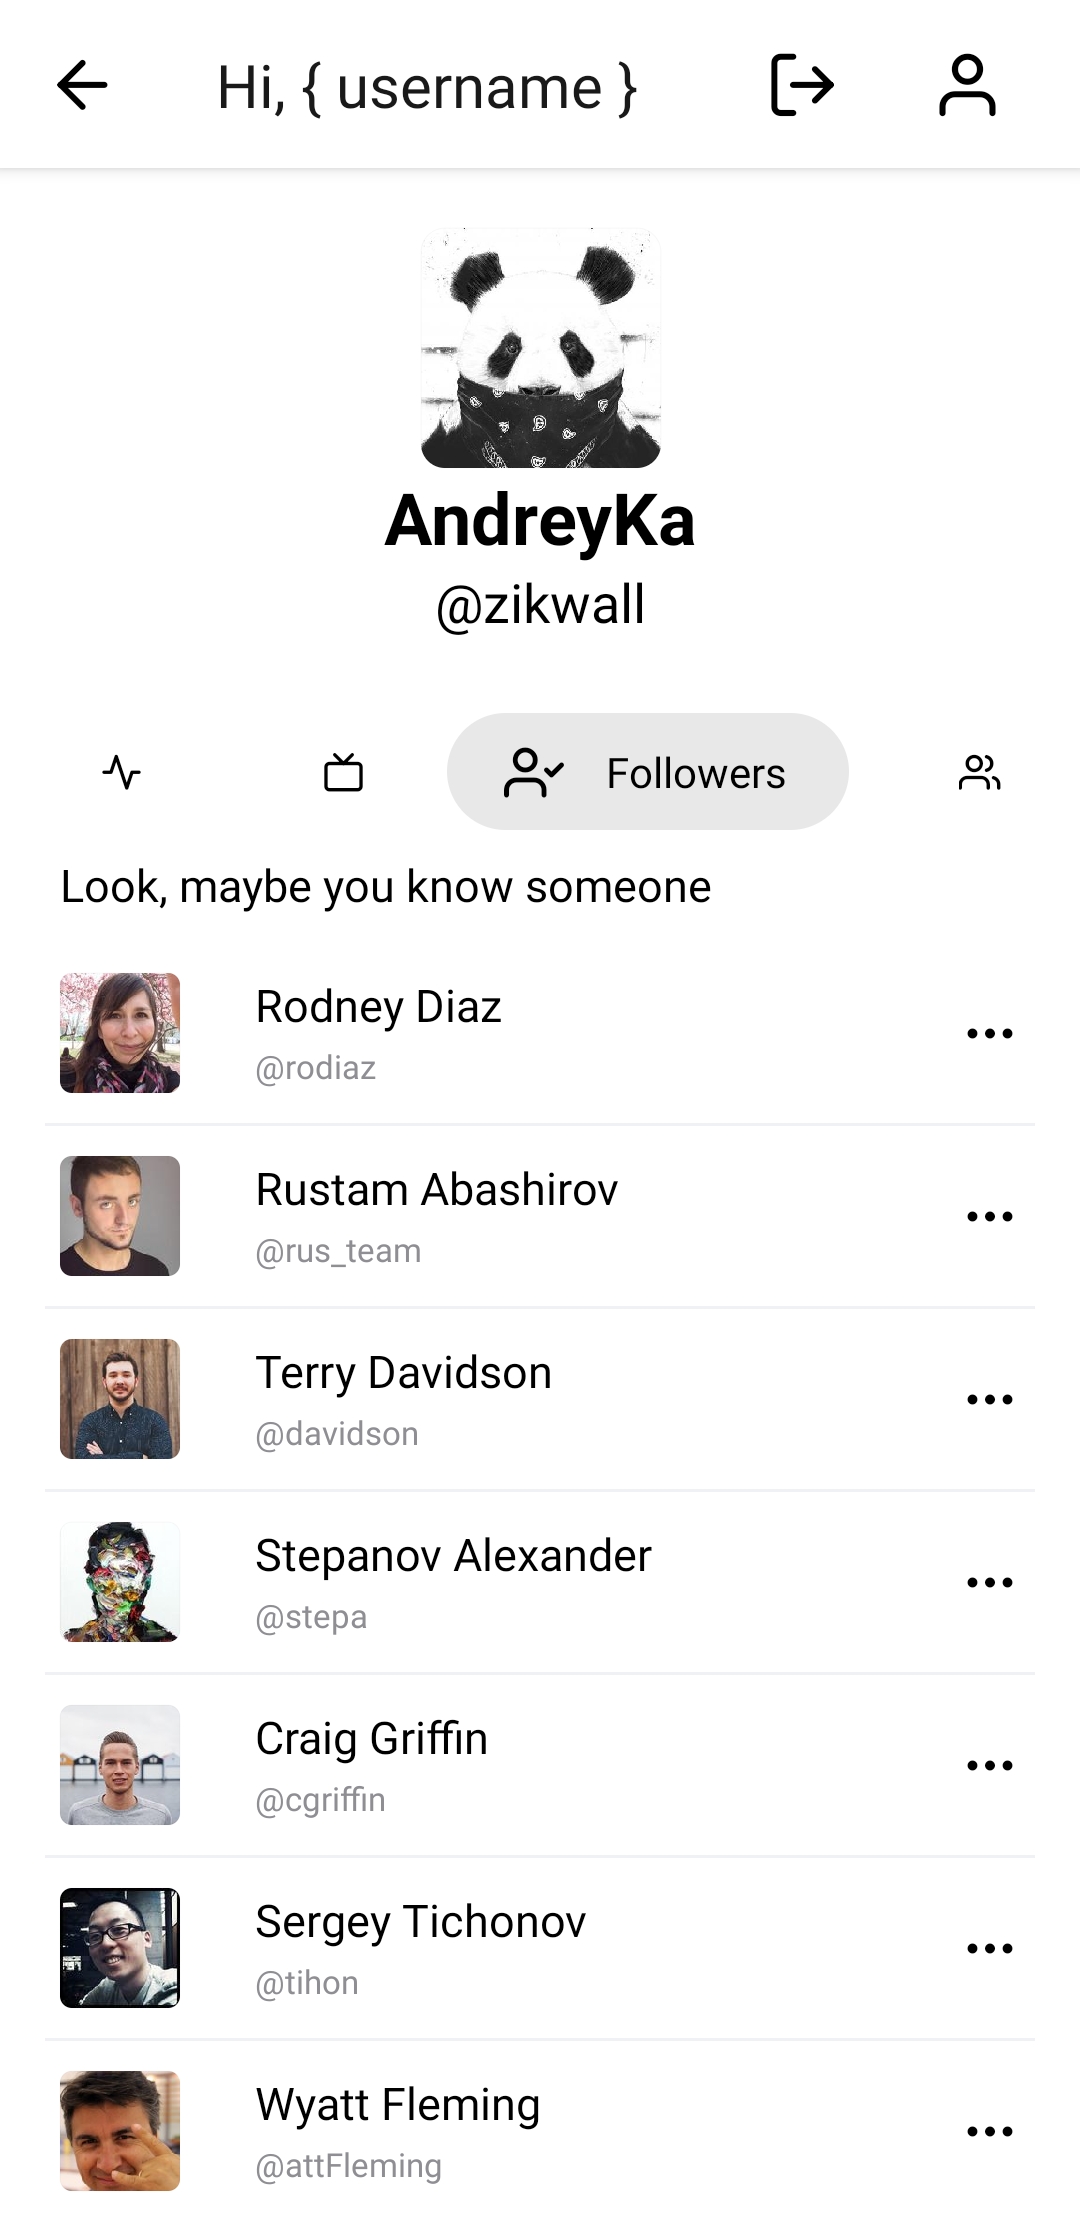 Hi, { username }
AndreyKa
@zikwall
Followers
Look, maybe you know someone
Rodney Diaz
@rodiaz
Rustam Abashirov
@rus_team
Terry Davidson
@davidson
Stepanov Alexander
@stepa
Craig Griffin
@cgriffin
Sergey Tichonov
@tihon
Wyatt Fleming
@attFleming